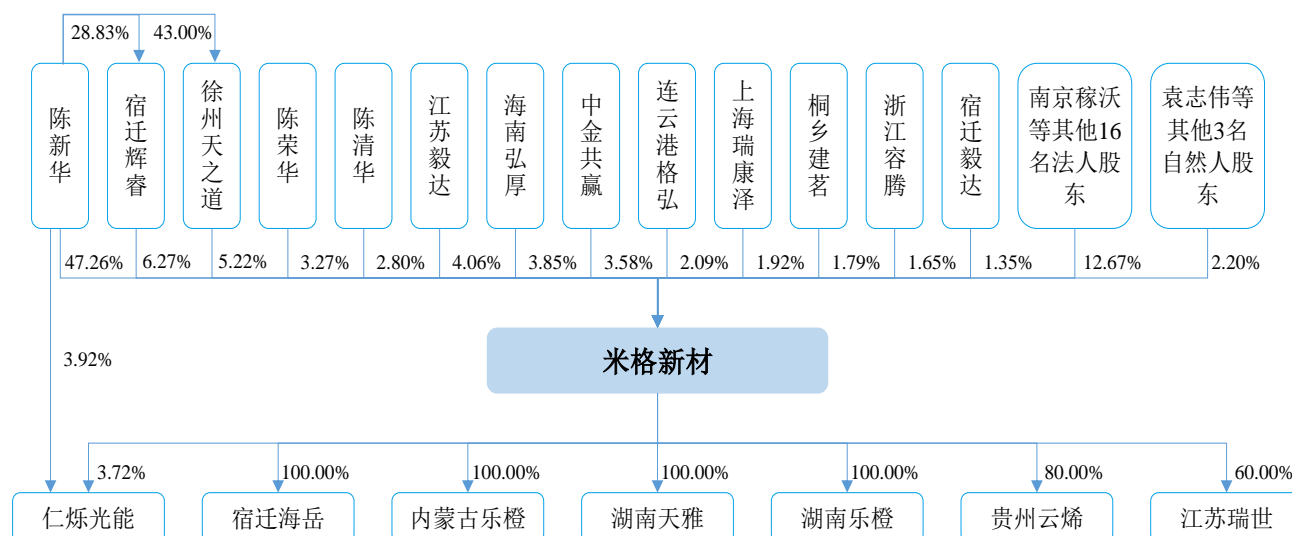 28.83%
43.00%
陈新华
宿迁辉睿
徐州天之道
陈荣华
陈清华
江苏毅达
海南弘厚
中金共赢
连云港格弘
上海瑞康泽
桐乡建茗
浙江容腾
宿迁毅达
南京稼沃
等其他16
名法人股
东
袁志伟等
其他3名
自然人股
东
47.26%
6.27%
5.22%
3.27%
2.80%
4.06%
3.85%
3.58%
2.09%
1.92%
1.79%
1.65%
1.35%
12.67%
2.20%
米格新材
3.92%
3.72%
100.00%
100.00%
100.00%
100.00%
80.00%
60.00%
仁烁光能
宿迁海岳
内蒙古乐橙
湖南天雅
湖南乐橙
贵州云烯
江苏瑞世